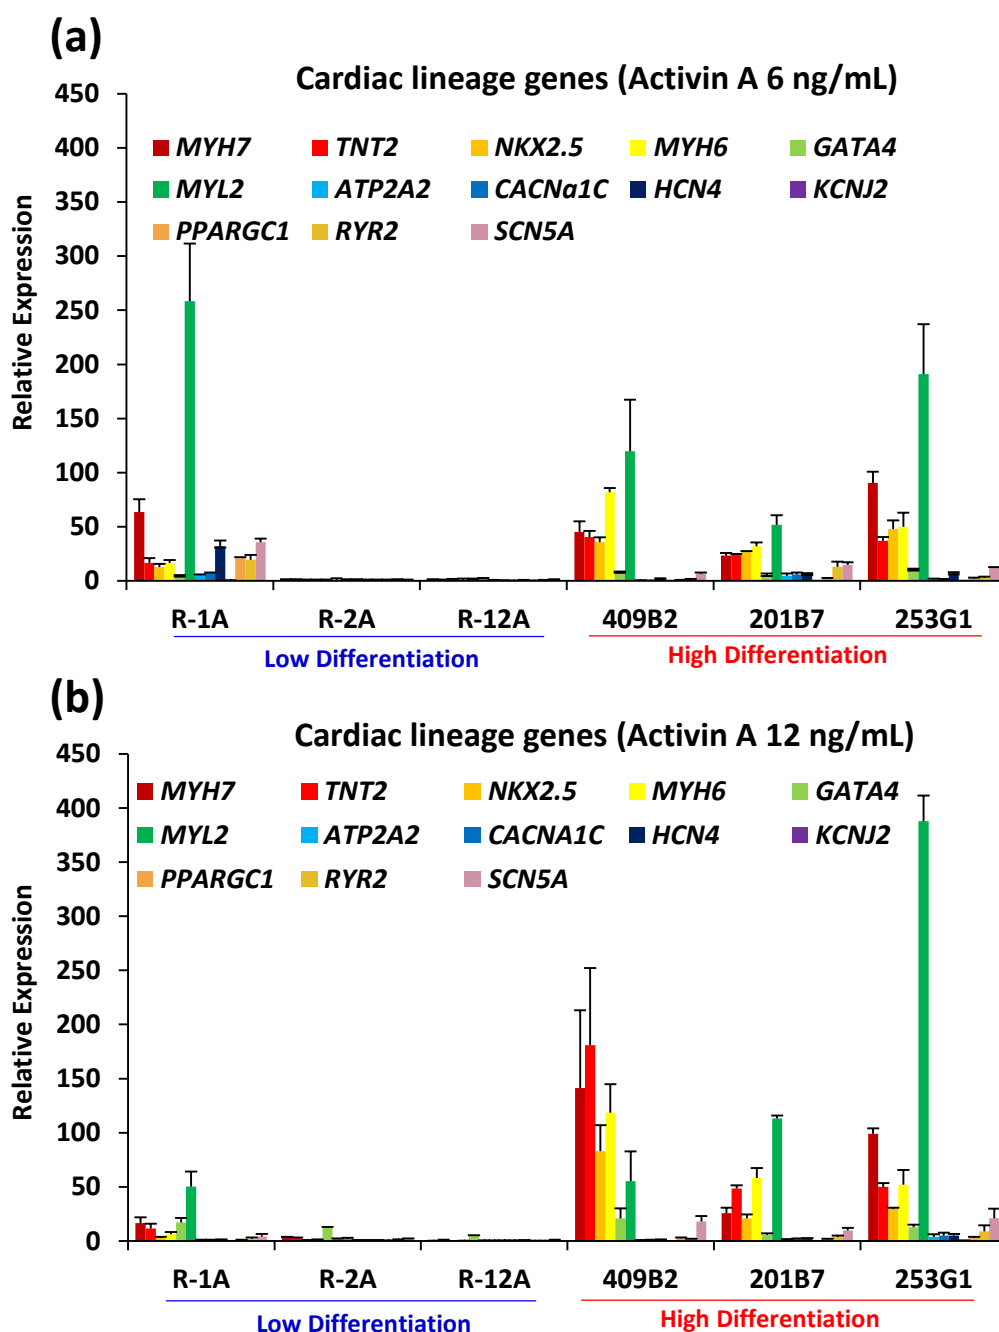 (a)
Cardiac lineage genes (Activin A 6 ng/mL)
450
400
350
300
250
200
150
100
50
0
Relative Expression
MYH7 TNT2 NKX2.5 MYH6 GATA4
MYL2 ATP2A2 CACNα1C HCN4 KCNJ2
PPARGC1 RYR2 SCN5A
R-1A R-2A R-12A 409B2 201B7 253G1
Low Differentiation High Differentiation
(b)
Cardiac lineage genes (Activin A 12 ng/mL)
450
400
350
300
250
200
150
100
50
0
Relative Expression
MYH7 TNT2 NKX2.5 MYH6 GATA4
MYL2 ATP2A2 CACNA1C HCN4 KCNJ2
PPARGC1 RYR2 SCN5A
R-1A R-2A R-12A 409B2 201B7 253G1
Low Differentiation High Differentiation